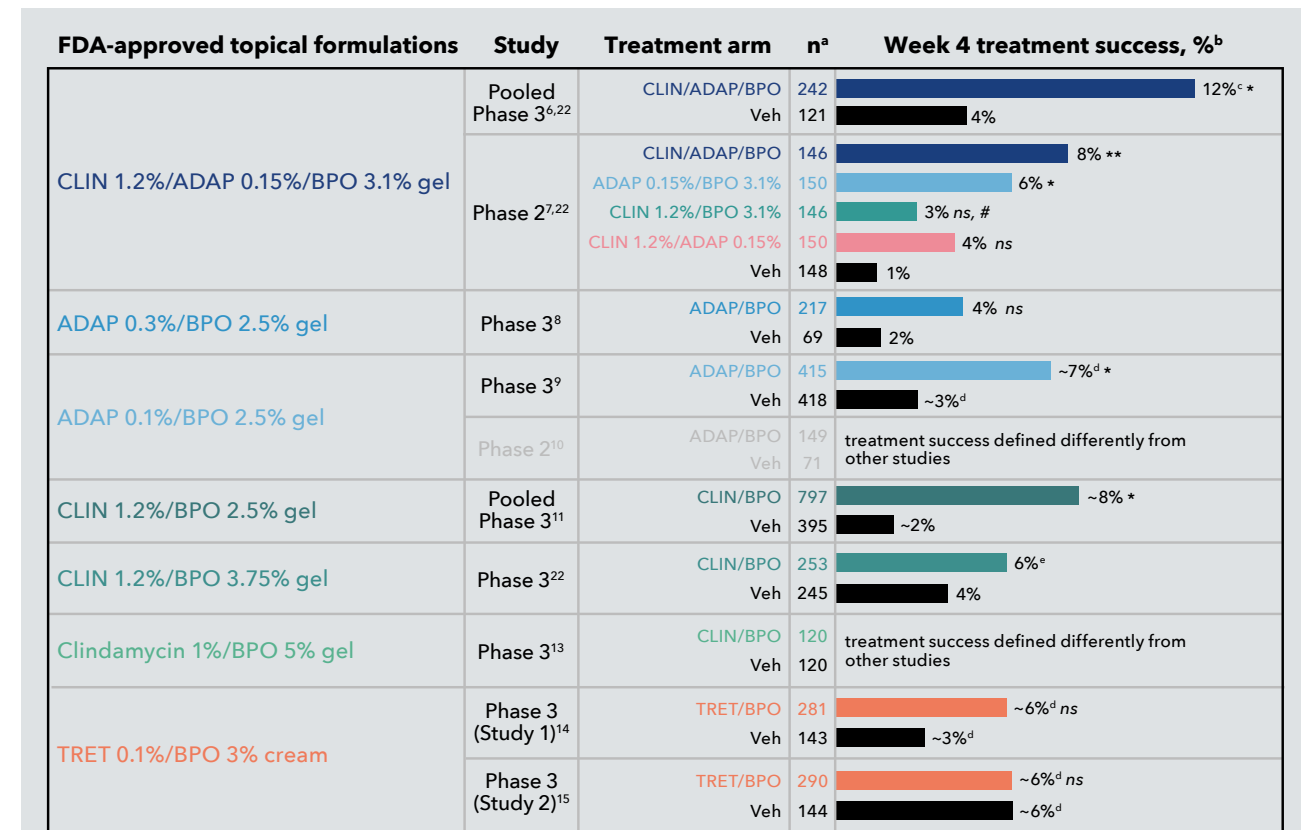 FDA-approved topical formulations Study Treatment arm nᵃ Week 4 treatment success, %ᵇ
CLIN 1.2%/ADAP 0.15%/BPO 3.1% gel
Pooled
Phase 3⁶,²²
CLIN/ADAP/BPO 242 12%ᶜ *
Veh 121 4%
Phase 2⁷,²²
CLIN/ADAP/BPO 146 8% **
ADAP 0.15%/BPO 3.1% 150 6% *
CLIN 1.2%/BPO 3.1% 146 3% ns, #
CLIN 1.2%/ADAP 0.15% 150 4% ns
Veh 148 1%
ADAP 0.3%/BPO 2.5% gel
Phase 3⁸
ADAP/BPO 217 4% ns
Veh 69 2%
ADAP 0.1%/BPO 2.5% gel
Phase 3⁹
ADAP/BPO 415 ~7%ᵈ *
Veh 418 ~3%ᵈ
Phase 2¹⁰
ADAP/BPO 149
Veh 71
treatment success defined differently from
other studies
CLIN 1.2%/BPO 2.5% gel
Pooled
Phase 3¹¹
CLIN/BPO 797 ~8% *
Veh 395 ~2%
CLIN 1.2%/BPO 3.75% gel
Phase 3²²
CLIN/BPO 253 6%ᵉ
Veh 245 4%
Clindamycin 1%/BPO 5% gel
Phase 3¹³
CLIN/BPO 120
Veh 120
treatment success defined differently from
other studies
TRET 0.1%/BPO 3% cream
Phase 3
(Study 1)¹⁴
TRET/BPO 281 ~6%ᵈ ns
Veh 143 ~3%ᵈ
Phase 3
(Study 2)¹⁵
TRET/BPO 290 ~6%ᵈ ns
Veh 144 ~6%ᵈ